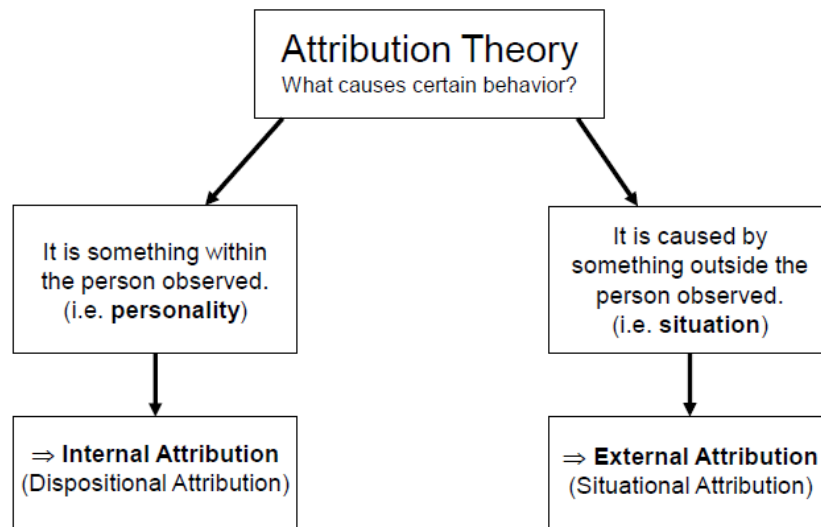 Attribution Theory
What causes certain behavior?
It is something within
the person observed.
(i.e. personality)
It is caused by
something outside the
person observed.
(i.e. situation)
⇒ Internal Attribution
(Dispositional Attribution)
⇒ External Attribution
(Situational Attribution)